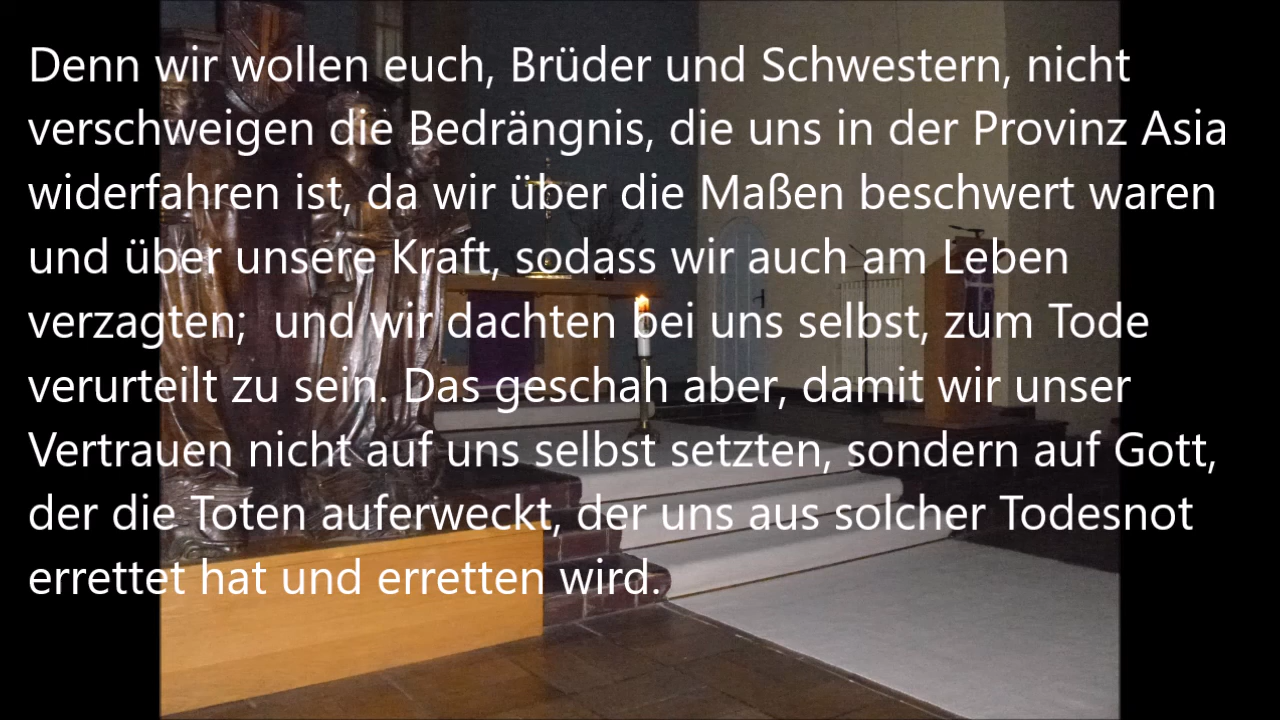 Denn wir wollen euch, Brüder und Schwestern, nicht
verschweigen die Bedrängnis, die uns in der Provinz Asia
widerfahren ist, da wir über die Maßen beschwert waren
und über unsere Kraft, sodass wir auch am Leben
verzagten;  und wir dachten bei uns selbst, zum Tode
verurteilt zu sein. Das geschah aber, damit wir unser
Vertrauen nicht auf uns selbst setzten, sondern auf Gott,
der die Toten auferweckt, der uns aus solcher Todesnot
errettet hat und erretten wird.